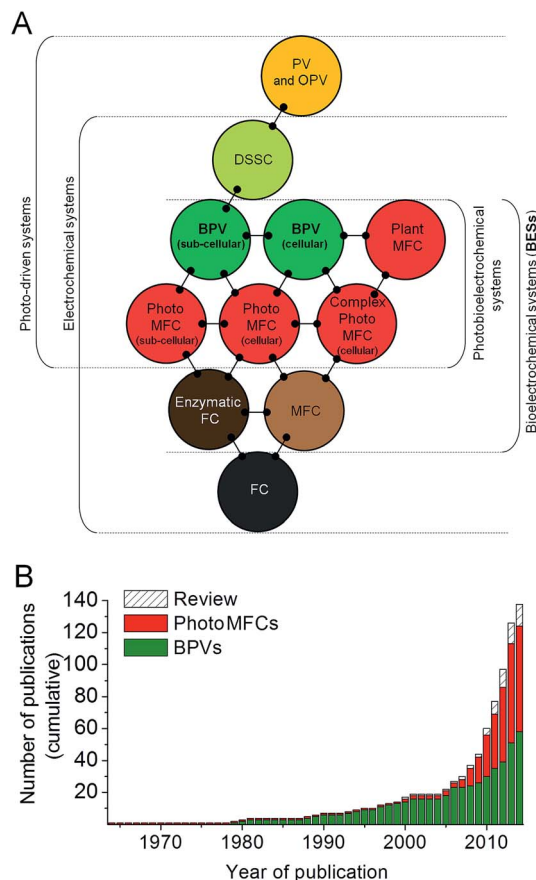 A
PV
and OPV
DSSC
BPV
(sub-cellular)
BPV
(cellular)
Plant
MFC
Photo
MFC
(sub-cellular)
Photo
MFC
(cellular)
Complex
Photo
MFC
(cellular)
Enzymatic
FC
MFC
FC
Photo-driven systems
Electrochemical systems
Photobioelectrochemical
systems
Bioelectrochemical systems (BESs)
B
Number of publications
(cumulative)
140
120
100
80
60
40
20
Review
PhotoMFCs
BPVs
1970
1980
1990
2000
2010
Year of publication